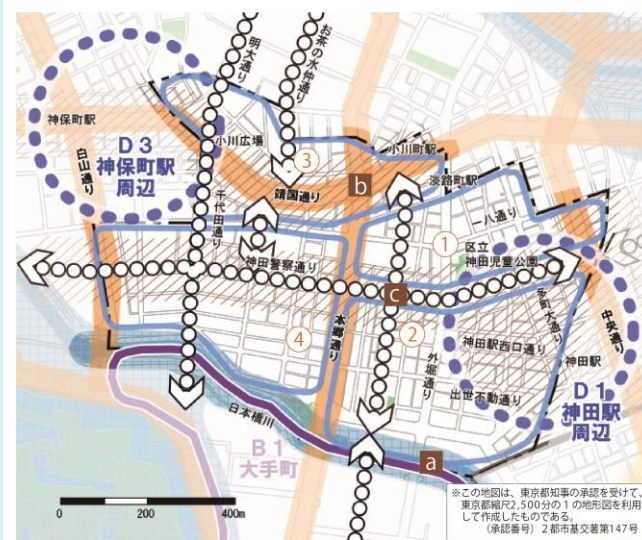 お茶の水仲通り
明大通り
神保町駅
D3
神保町駅
周辺
白山通り
小川広場
③
小川町駅
b
靖国通り
淡路町駅
千代田通り
一八通り
①
区立
神田児童公園
神田警察通り
c
多町大通り
中央通り
④
本郷通り
②
外堀通り
神田駅西口通り
神田駅
出世不動通り
D1
神田駅
周辺
日本橋川
B1
大手町
a
0 200 400m
※この地図は、東京都知事の承認を受けて、
東京都縮尺2,500分の1の地形図を利用
して作成したものである。
(承認番号)2都市基交著第147号